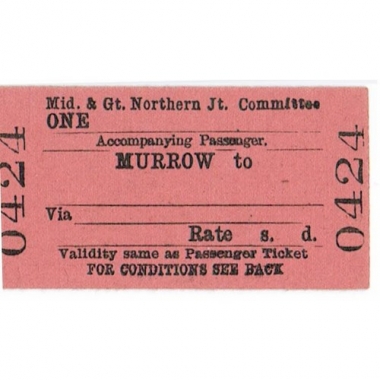 Mid. & Gt. Northern Jt. Committee
ONE
Accompanying Passenger.
MURROW to
Via
Rate s. d.
Validity same as Passenger Ticket
FOR CONDITIONS SEE BACK
0424
0424